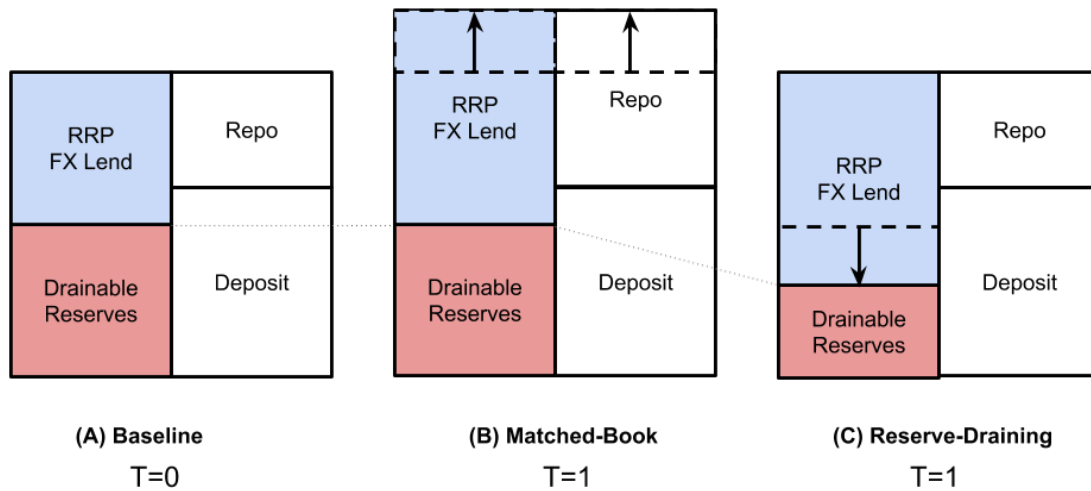 RRP
FX Lend
Repo
Drainable
Reserves
Deposit
(A) Baseline
T=0
RRP
FX Lend
Repo
Drainable
Reserves
Deposit
(B) Matched-Book
T=1
RRP
FX Lend
Repo
Drainable
Reserves
Deposit
(C) Reserve-Draining
T=1